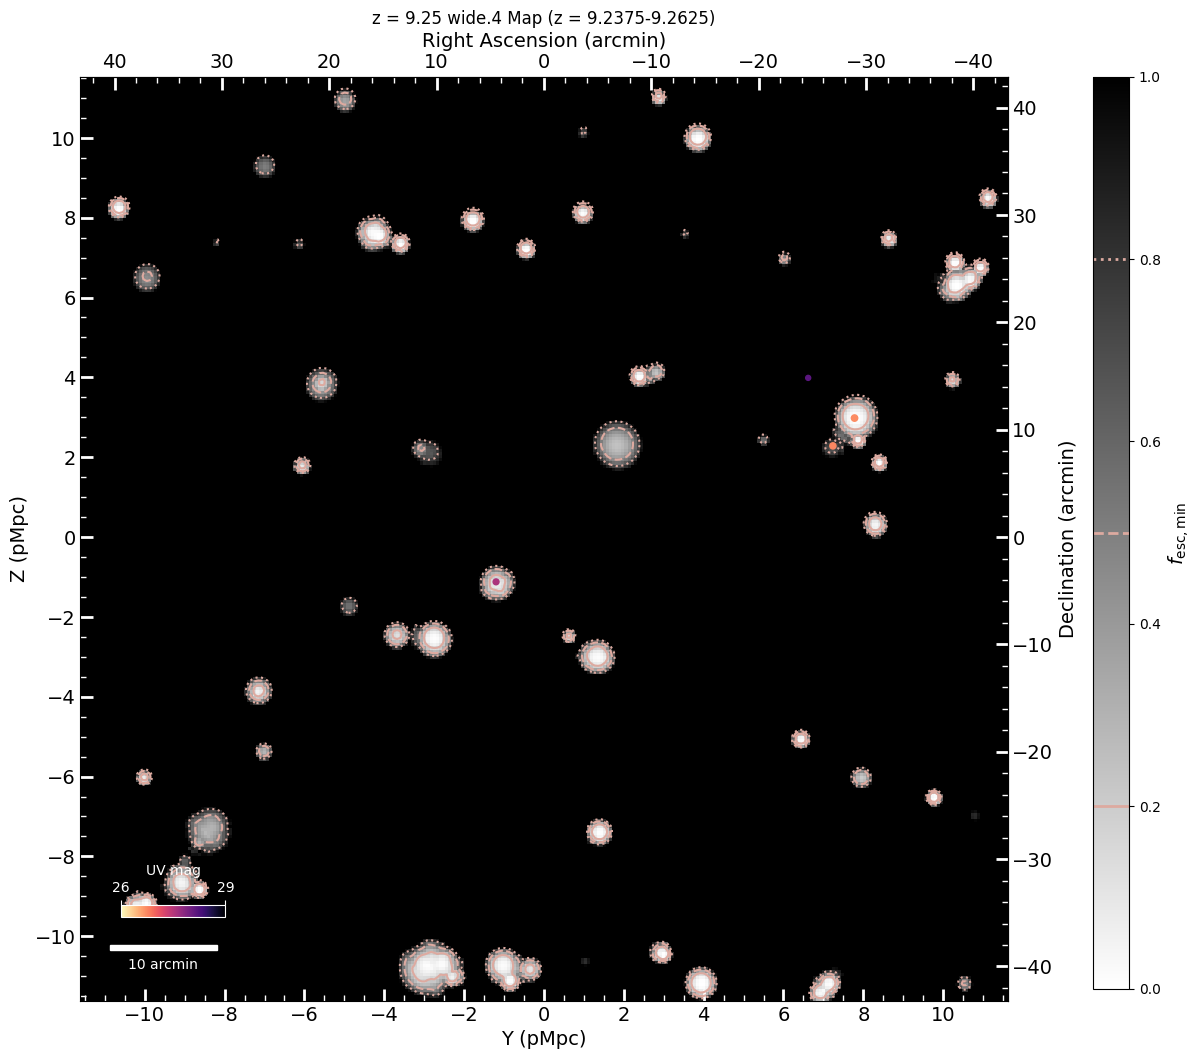 z = 9.25 wide.4 Map (z = 9.2375-9.2625)
Right Ascension (arcmin)
40 30 20 10 0 −10 −20 −30 −40
10
8
6
4
2
0
−2
−4
−6
−8
−10
Z (pMpc)
40
30
20
10
0
−10
−20
−30
−40
Declination (arcmin)
1.0
0.8
0.6
0.4
0.2
0.0
fesc,min
UV mag
26 29
10 arcmin
−10 −8 −6 −4 −2 0 2 4 6 8 10
Y (pMpc)